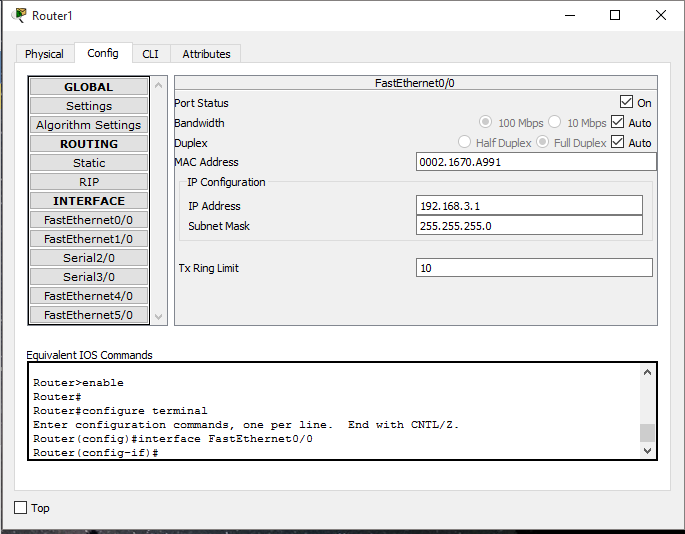 Router1
Physical Config CLI Attributes
GLOBAL
Settings
Algorithm Settings
ROUTING
Static
RIP
INTERFACE
FastEthernet0/0
FastEthernet1/0
Serial2/0
Serial3/0
FastEthernet4/0
FastEthernet5/0
FastEthernet0/0
Port Status On
Bandwidth 100 Mbps 10 Mbps Auto
Duplex Half Duplex Full Duplex Auto
MAC Address 0002.1670.A991
IP Configuration
IP Address 192.168.3.1
Subnet Mask 255.255.255.0
Tx Ring Limit 10
Equivalent IOS Commands
Router>enable
Router#
Router#configure terminal
Enter configuration commands, one per line. End with CNTL/Z.
Router(config)#interface FastEthernet0/0
Router(config-if)#
Top